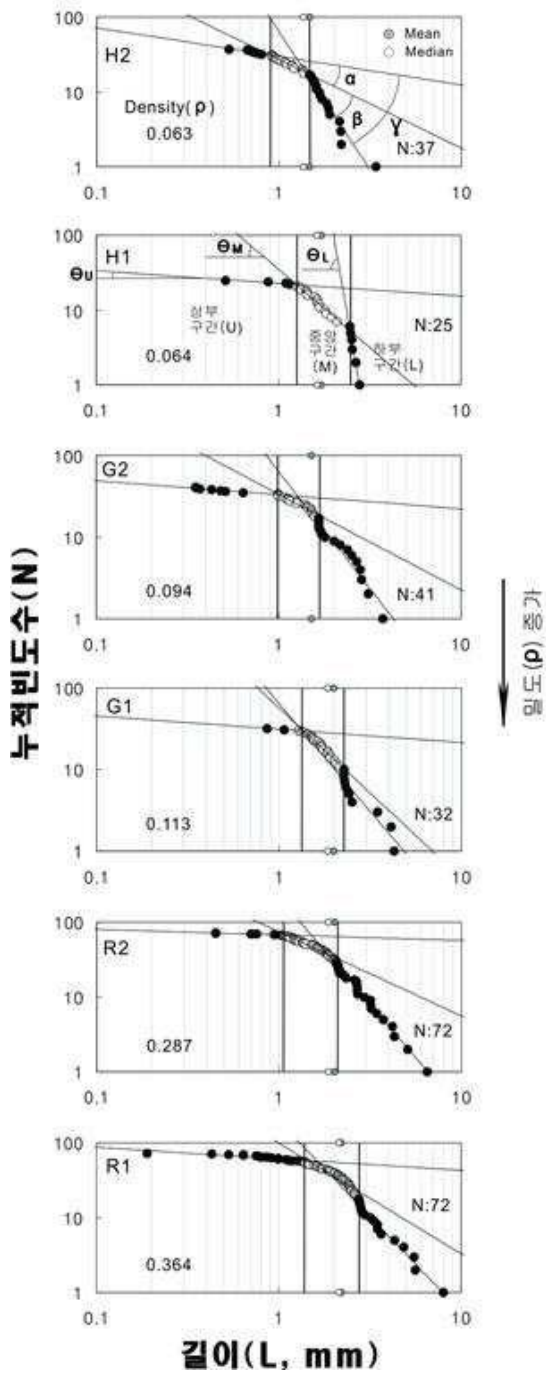 누적빈도수(N)
100
10
1
0.1
1
10
H2
Density(ρ)
0.063
Mean
Median
α
β
γ
N:37
100
10
1
0.1
1
10
H1
ΘU
ΘM
ΘL
상부
구간(U)
중앙
구간
(M)
하부
구간(L)
0.064
N:25
100
10
1
0.1
1
10
G2
0.094
N:41
밀도(ρ) 증가
100
10
1
0.1
1
10
G1
0.113
N:32
100
10
1
0.1
1
10
R2
0.287
N:72
100
10
1
0.1
1
10
R1
0.364
N:72
길이(L, mm)